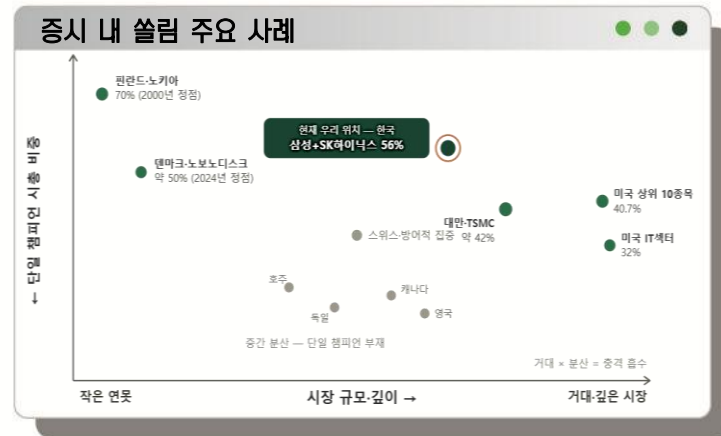 증시 내 쏠림 주요 사례
← 단일 챔피언 시총 비중
핀란드·노키아
70% (2000년 정점)
현재 우리 위치 — 한국
삼성+SK하이닉스 56%
덴마크·노보노디스크
약 50% (2024년 정점)
미국 상위 10종목
40.7%
대만·TSMC
약 42%
스위스·방어적 집중
미국 IT섹터
32%
호주
캐나다
독일
영국
중간 분산 — 단일 챔피언 부재
거대 × 분산 = 충격 흡수
작은 연못
시장 규모·깊이 →
거대·깊은 시장